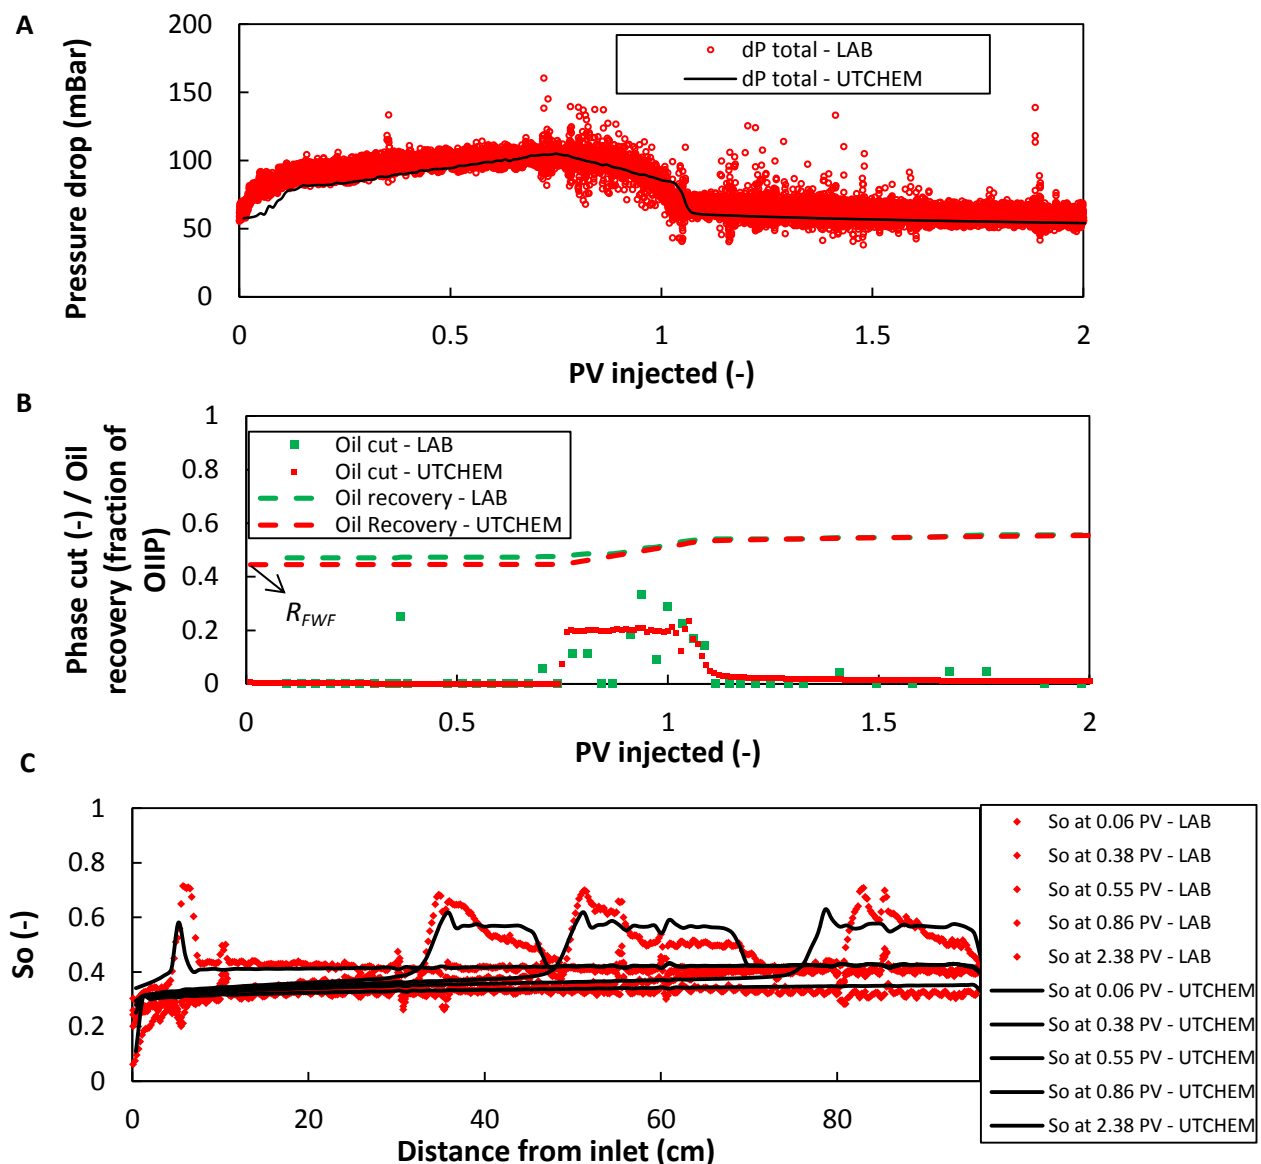 A
200
150
100
50
0
Pressure drop (mBar)
dP total - LAB
dP total - UTCHEM
0
0.5
1
1.5
2
PV injected (-)
B
1
0.8
0.6
0.4
0.2
0
Phase cut (-) / Oil
recovery (fraction of
OIIP)
Oil cut - LAB
Oil cut - UTCHEM
Oil recovery - LAB
Oil Recovery - UTCHEM
RFWF
0
0.5
1
1.5
2
PV injected (-)
C
1
0.8
0.6
0.4
0.2
0
So (-)
0
20
40
60
80
Distance from inlet (cm)
So at 0.06 PV - LAB
So at 0.38 PV - LAB
So at 0.55 PV - LAB
So at 0.86 PV - LAB
So at 2.38 PV - LAB
So at 0.06 PV - UTCHEM
So at 0.38 PV - UTCHEM
So at 0.55 PV - UTCHEM
So at 0.86 PV - UTCHEM
So at 2.38 PV - UTCHEM